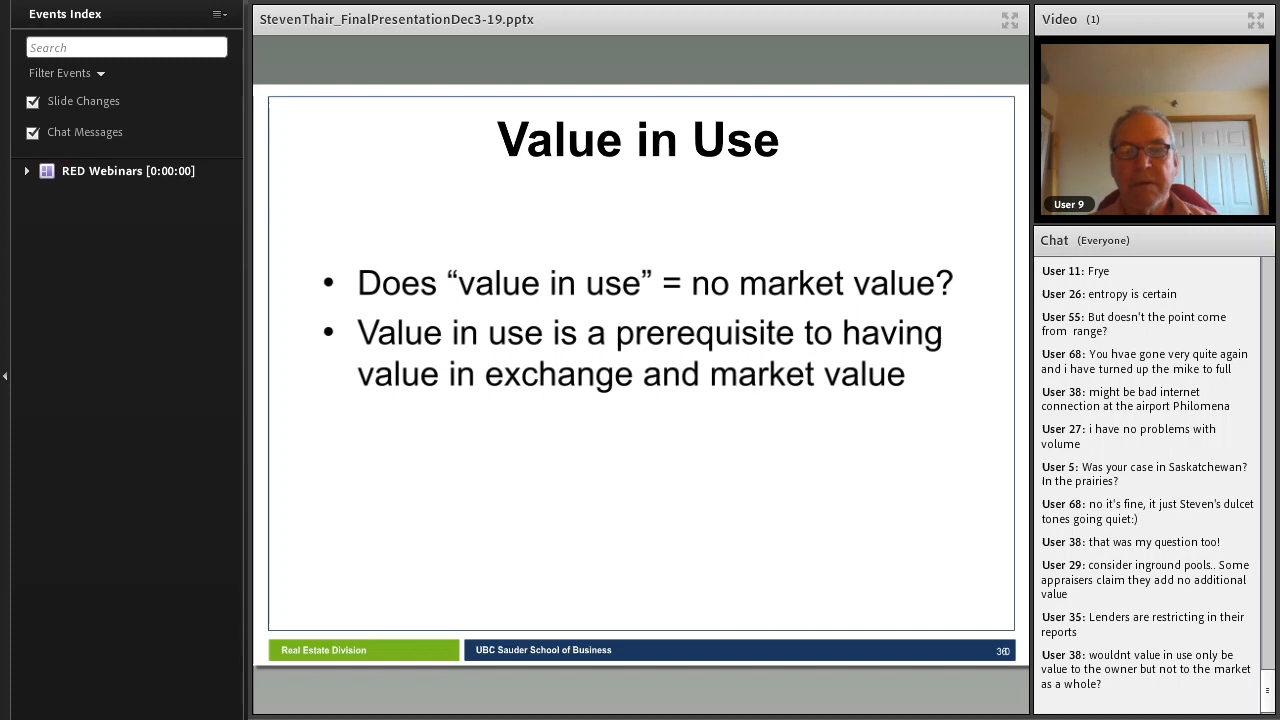 Events Index
Search
Filter Events
Slide Changes
Chat Messages
RED Webinars [0:00:00]
StevenThair_FinalPresentationDec3-19.pptx
Value in Use
• Does “value in use” = no market value?
• Value in use is a prerequisite to having
value in exchange and market value
Real Estate Division
UBC Sauder School of Business
Video (1)
User 9
Chat (Everyone)
User 11: Frye
User 26: entropy is certain
User 55: But doesn't the point come
from range?
User 68: You hvae gone very quite again
and i have turned up the mike to full
User 38: might be bad internet
connection at the airport Philomena
User 27: i have no problems with
volume
User 5: Was your case in Saskatchewan?
In the prairies?
User 68: no it's fine, it just Steven's dulcet
tones going quiet:)
User 38: that was my question too!
User 29: consider inground pools.. Some
appraisers claim they add no additional
value
User 35: Lenders are restricting in their
reports
User 38: wouldnt value in use only be
value to the owner but not to the market
as a whole?